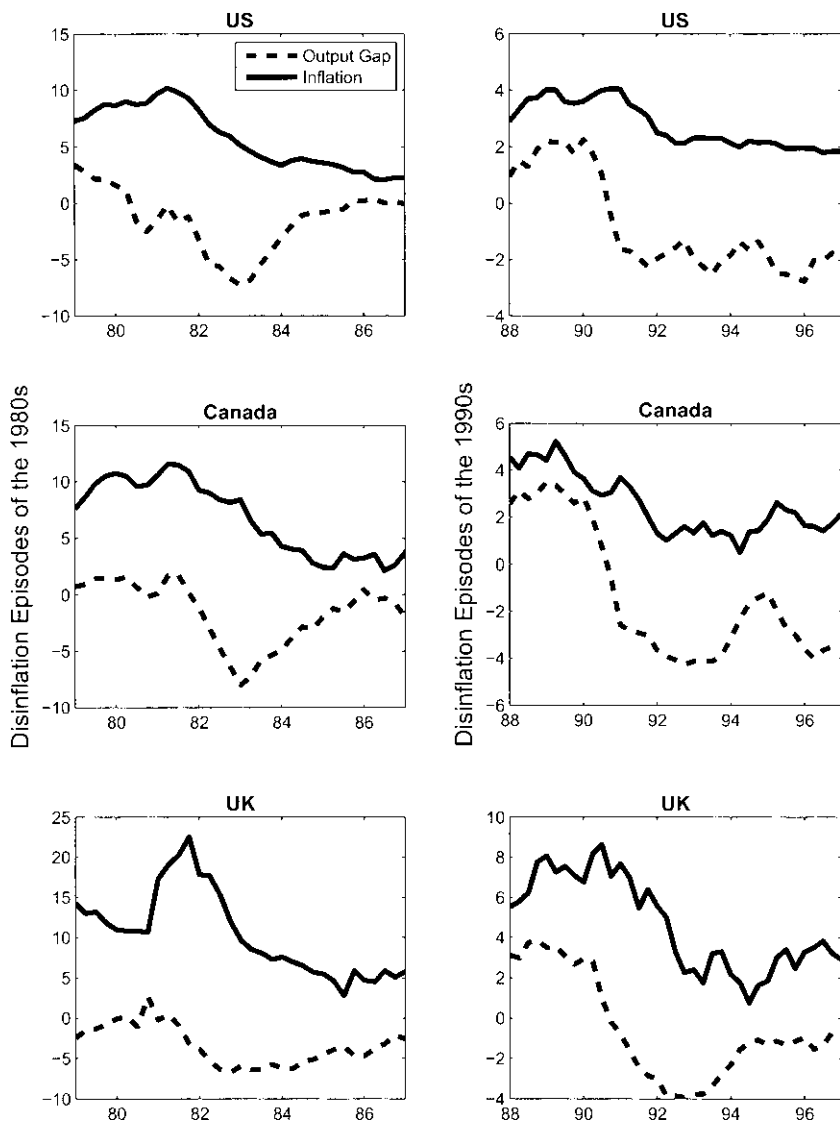 US
Output Gap
Inflation
15
10
5
0
−5
−10
80 82 84 86
US
6
4
2
0
−2
−4
88 90 92 94 96
Disinflation Episodes of the 1980s
Canada
15
10
5
0
−5
−10
80 82 84 86
Disinflation Episodes of the 1990s
Canada
6
4
2
0
−2
−4
−6
88 90 92 94 96
UK
25
20
15
10
5
0
−5
−10
80 82 84 86
UK
10
8
6
4
2
0
−2
−4
88 90 92 94 96